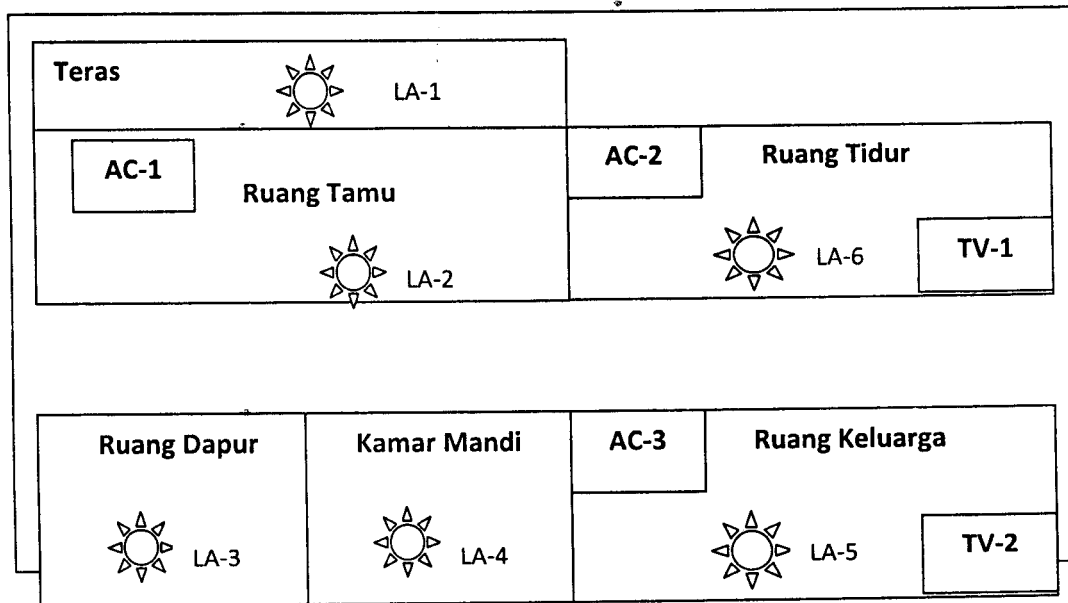 Teras
LA-1
AC-1
Ruang Tamu
LA-2
AC-2
Ruang Tidur
LA-6
TV-1
Ruang Dapur
LA-3
Kamar Mandi
LA-4
AC-3
Ruang Keluarga
LA-5
TV-2